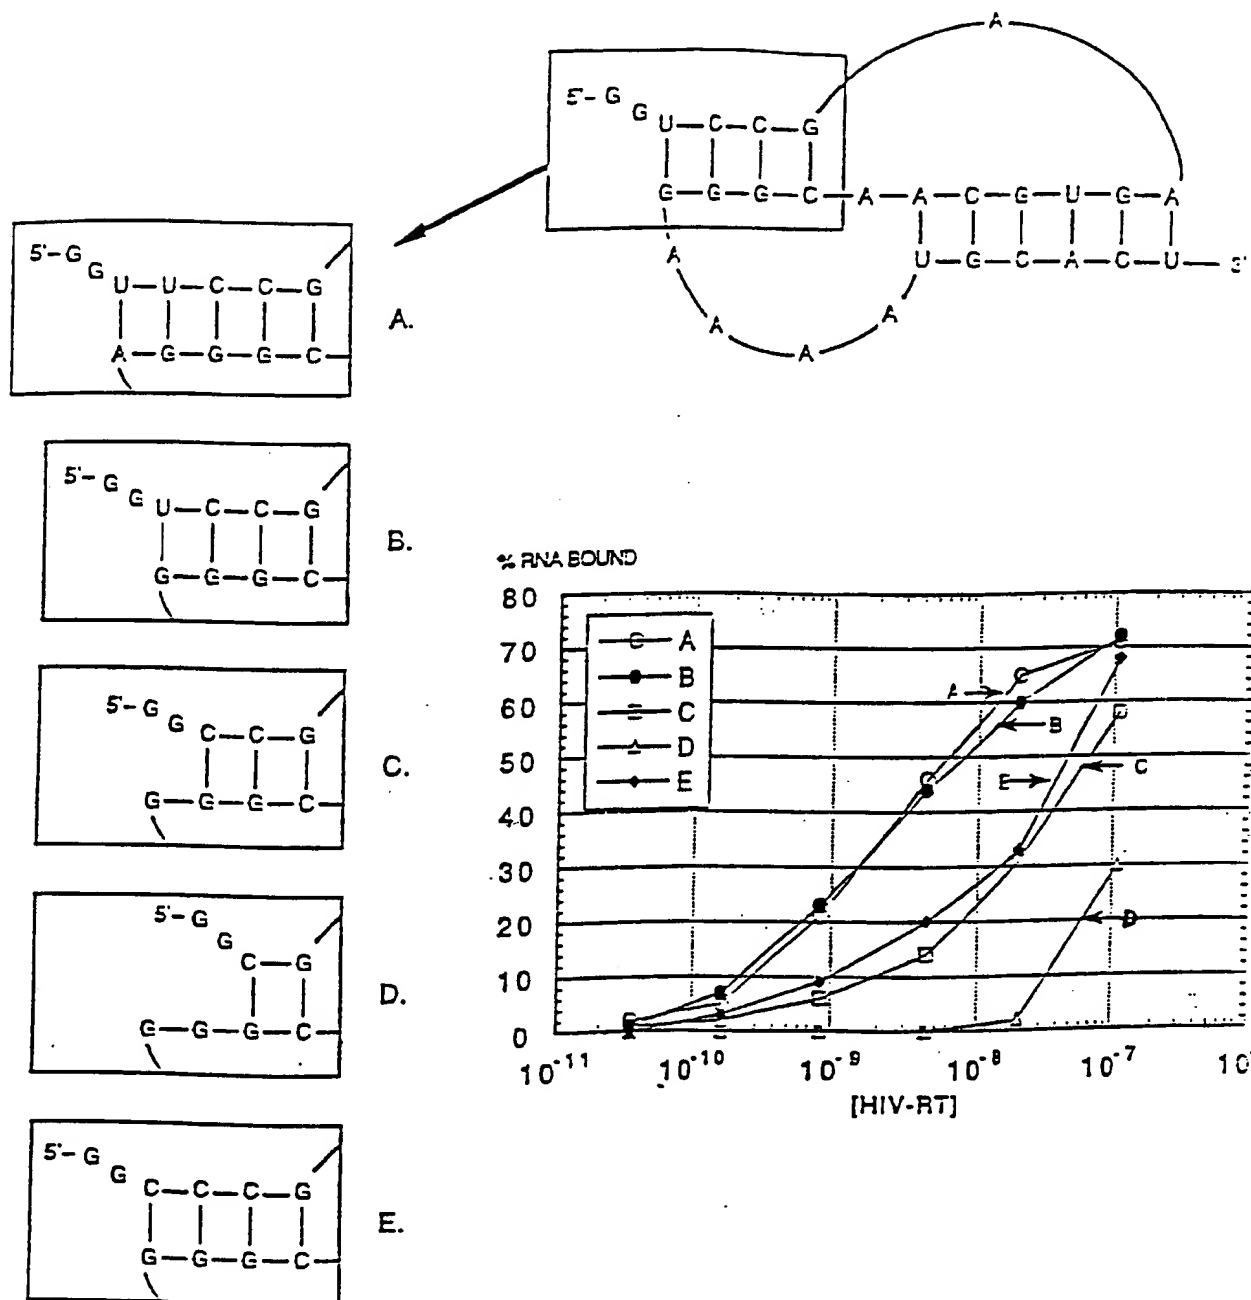 A
5'-G
G
U—C—C—G
G—G—G—C—A—A—C—G—U—G—A
U—G—C—A—C—U—3'
A
A
A
A
5'-G
G
U—U—C—C—G
A—G—G—G—C
A.
5'-G
G
U—C—C—G
G—G—G—C
B.
5'-G
G
C—C—G
G—G—G—C
C.
5'-G
G
C—G
G—G—G—C
D.
5'-G
G
C—C—C—G
G—G—G—C
E.
% RNA BOUND
80
70
60
50
40
30
20
10
0
A
B
C
D
E
A
B
E
C
D
10-11
10-10
10-9
10-8
10-7
10
[HIV-RT]